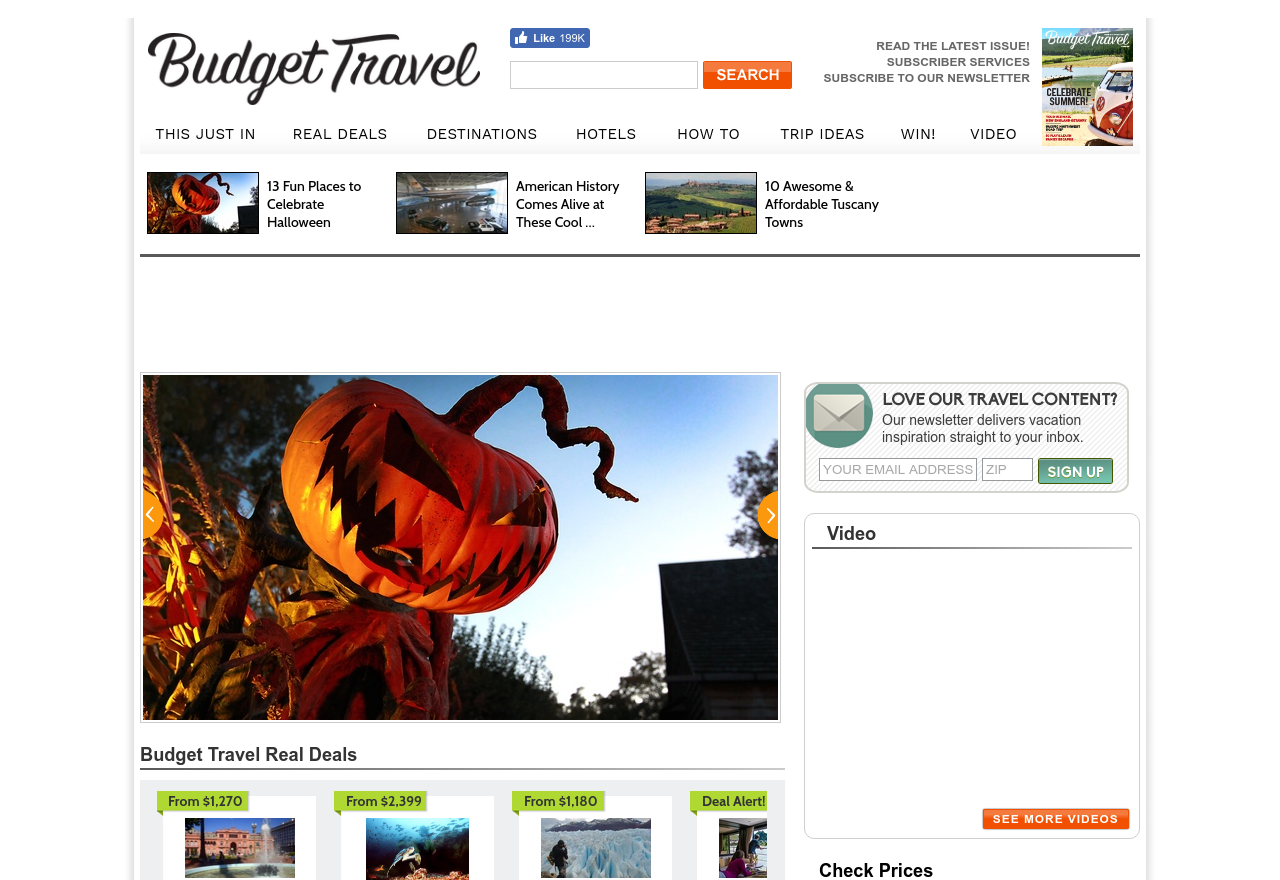 Budget Travel
Like 199K
SEARCH
READ THE LATEST ISSUE!
SUBSCRIBER SERVICES
SUBSCRIBE TO OUR NEWSLETTER
Budget Travel
CELEBRATE
SUMMER!
THIS JUST IN
REAL DEALS
DESTINATIONS
HOTELS
HOW TO
TRIP IDEAS
WIN!
VIDEO
13 Fun Places to
Celebrate
Halloween
American History
Comes Alive at
These Cool ...
10 Awesome &
Affordable Tuscany
Towns
LOVE OUR TRAVEL CONTENT?
Our newsletter delivers vacation
inspiration straight to your inbox.
YOUR EMAIL ADDRESS
ZIP
SIGN UP
Video
SEE MORE VIDEOS
Budget Travel Real Deals
From $1,270
From $2,399
From $1,180
Deal Alert!
Check Prices